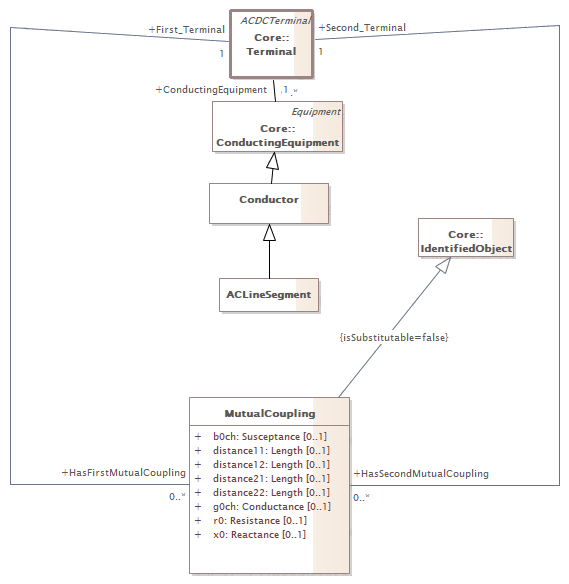 ACDCTerminal
+First_Terminal
+Second_Terminal
Core::
Terminal
1
1
+ConductingEquipment
1..*
Equipment
Core::
ConductingEquipment
Conductor
Core::
IdentifiedObject
ACLineSegment
{isSubstitutable=false}
MutualCoupling
+ b0ch: Susceptance [0..1]
+ distance11: Length [0..1]
+ distance12: Length [0..1]
+ distance21: Length [0..1]
+ distance22: Length [0..1]
+ g0ch: Conductance [0..1]
+ r0: Resistance [0..1]
+ x0: Reactance [0..1]
+HasFirstMutualCoupling
+HasSecondMutualCoupling
0..*
0..*